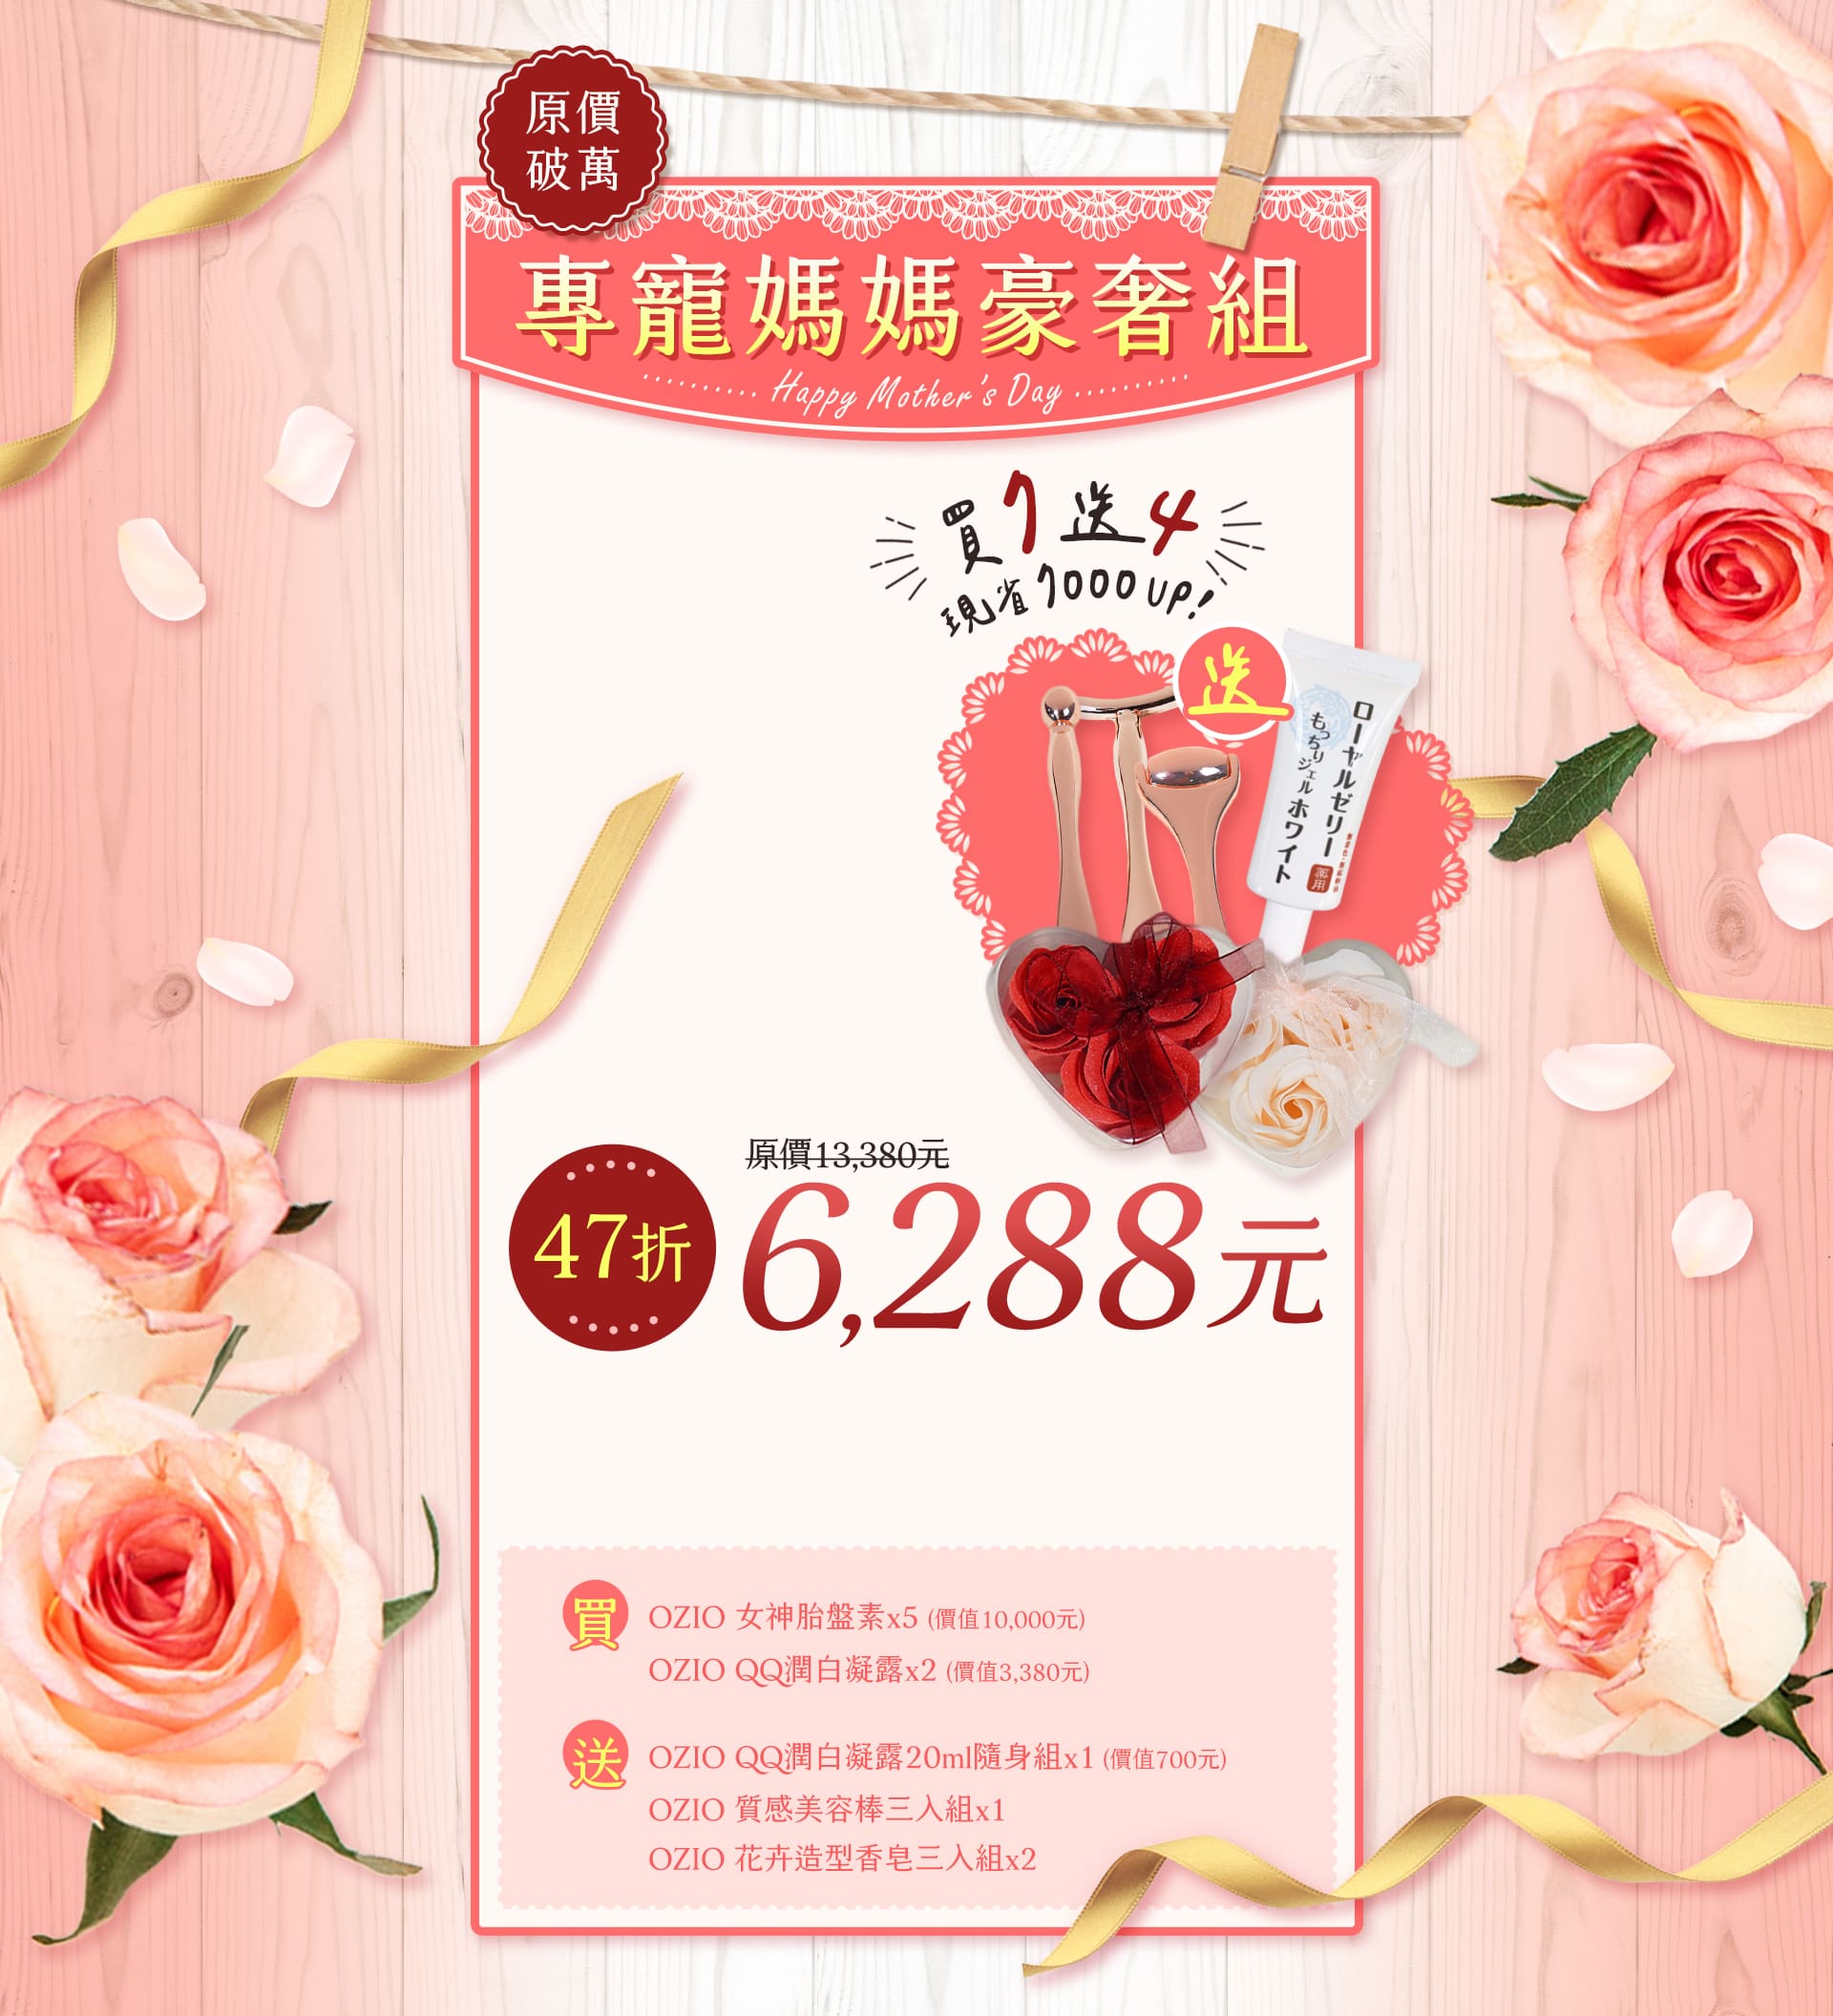 原價
破萬
專寵媽媽豪奢組
Happy Mother's Day
買7送4
現省7000UP!
送
ローヤルゼリー
もっちりジェル ホワイト
薬用
原價13,380元
47折
6,288元
買
OZIO 女神胎盤素x5 (價值10,000元)
OZIO QQ潤白凝露x2 (價值3,380元)
送
OZIO QQ潤白凝露20ml隨身組x1 (價值700元)
OZIO 質感美容棒三入組x1
OZIO 花卉造型香皂三入組x2